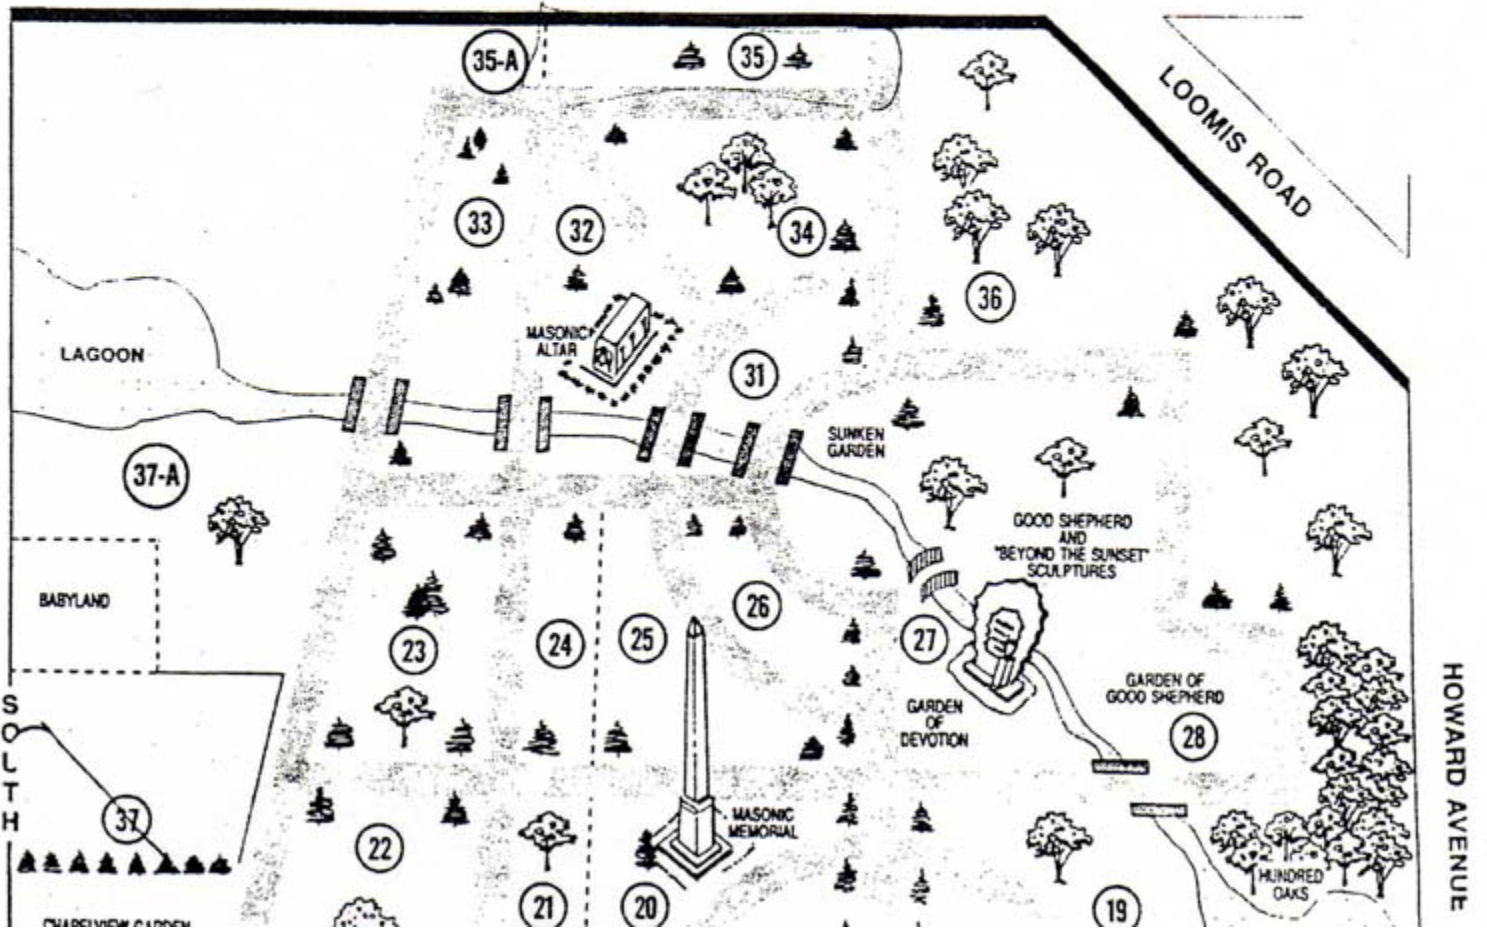 35-A
35
LOOMIS ROAD
33
32
34
36
MASONIC
ALTAR
LAGOON
31
SUNKEN
GARDEN
37-A
GOOD SHEPHERD
AND
"BEYOND THE SUNSET"
SCULPTURES
BABYLAND
23
24
25
26
27
GARDEN OF
GOOD SHEPHERD
GARDEN
OF
DEVOTION
28
SOUTH
HOWARD AVENUE
37
22
MASONIC
MEMORIAL
HUNDRED
OAKS
21
20
19
CHAPELVIEW GARDEN